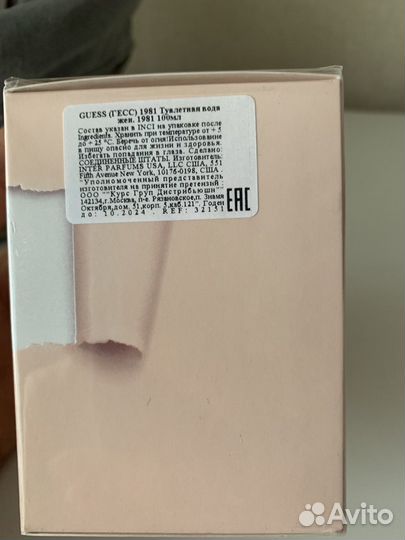 GUESS (ГЕСС) 1981 Туалетная вода
жен. 1981 100мл
Состав указан в INCI на упаковке после
Ingredients. Хранить при температуре от + 5
до + 25 °C. Беречь от огня!Использование
в пищу опасно для жизни и здоровья.
Избегать попадания в глаза. Сделано:
СОЕДИНЕННЫЕ ШТАТЫ. Изготовитель:
INTER PARFUMS USA, LLC США, 551
Fifth Avenue New York, 10176-0198, США .
"Уполномоченный представитель
изготовителя на принятие претензий :
ООО ""Курс Груп Дистрибьюшн""
142134,г.Москва, п-е. Рязановское,п. Знамя
Октября,дом. 51,корп. 5,каб.121". Годен
до: 10.2024 . REF: 32151
EAC
Avito